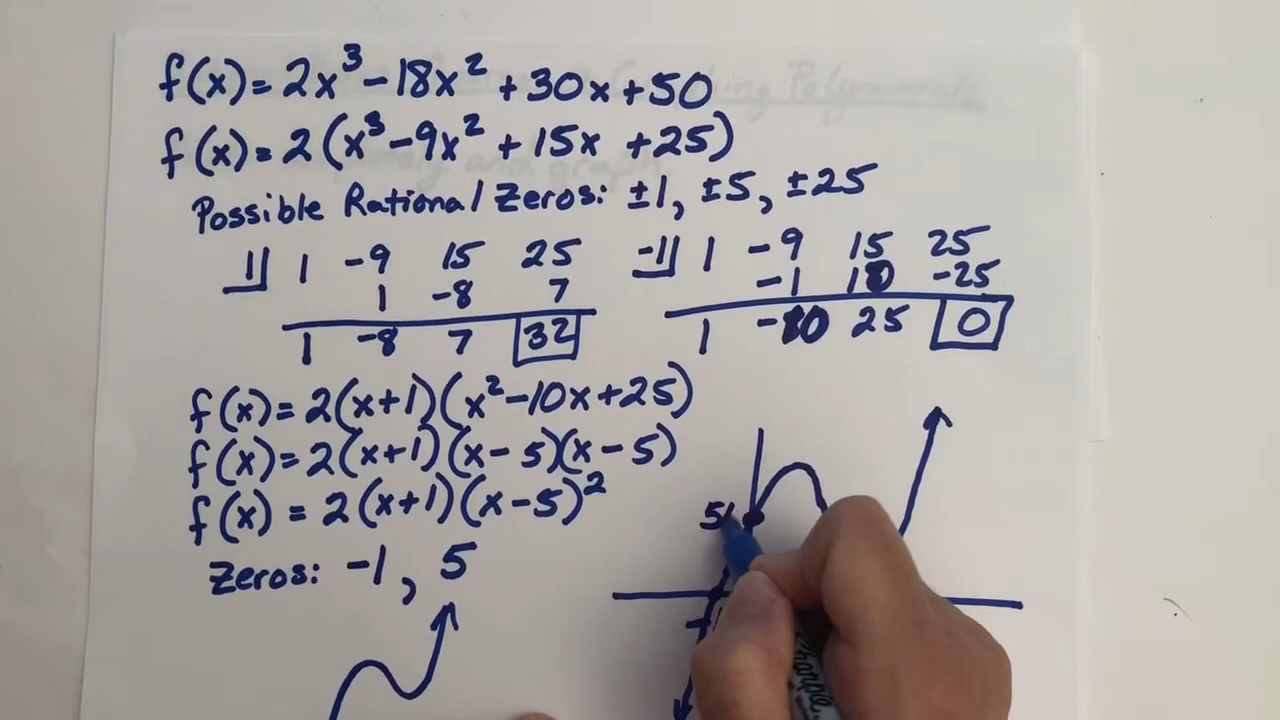 f(x) = 2x³ - 18x² + 30x + 50
f(x) = 2(x³ - 9x² + 15x + 25)
Possible Rational Zeros: ±1, ±5, ±25
1 1 -9 15 25
1 -8 7
1 -8 7 32
-1 1 -9 15 25
-1 10 -25
1 -10 25 0
f(x) = 2(x+1)(x² - 10x + 25)
f(x) = 2(x+1)(x - 5)(x - 5)
f(x) = 2(x+1)(x - 5)²
Zeros: -1, 5
Sharpie